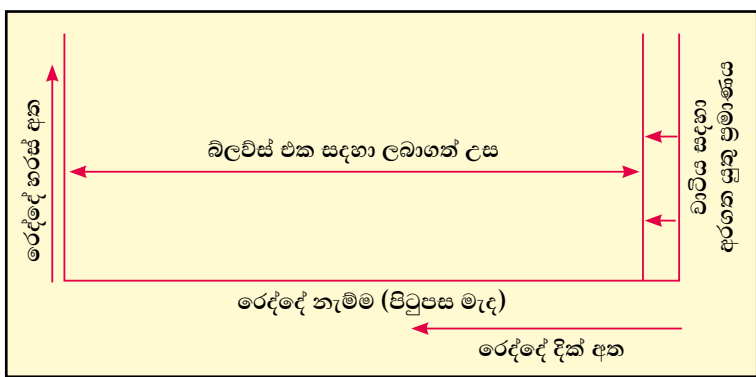 රෙද්දේ හරස් අත
බ්ලව්ස් එක සඳහා ලබාගත් උස
වාටිය සඳහා
අරගත යුතු ප්‍රමාණය
රෙද්දේ නැම්ම (පිටුපස මැද)
රෙද්දේ දික් අත